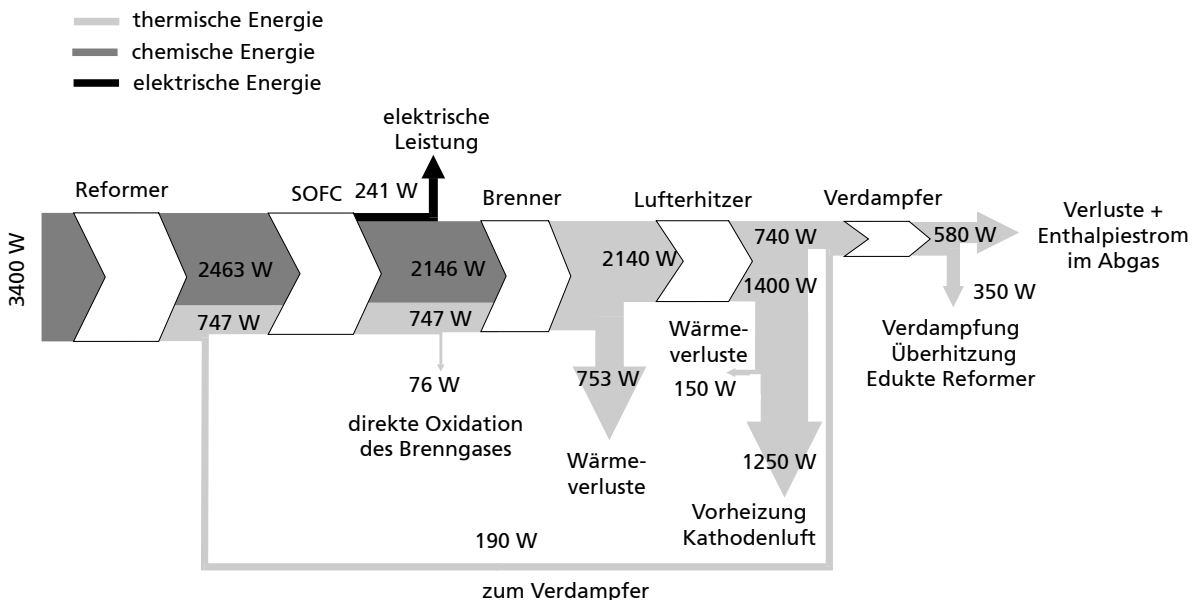 thermische Energie
chemische Energie
elektrische Energie
elektrische
Leistung
Reformer
SOFC
241 W
Brenner
Lufterhitzer
Verdampfer
3400 W
2463 W
747 W
2146 W
747 W
2140 W
740 W
1400 W
580 W
Verluste +
Enthalpiestrom
im Abgas
350 W
Verdampfung
Überhitzung
Edukte Reformer
76 W
direkte Oxidation
des Brenngases
753 W
Wärme-
verluste
Wärme-
verluste
150 W
1250 W
Vorheizung
Kathodenluft
190 W
zum Verdampfer